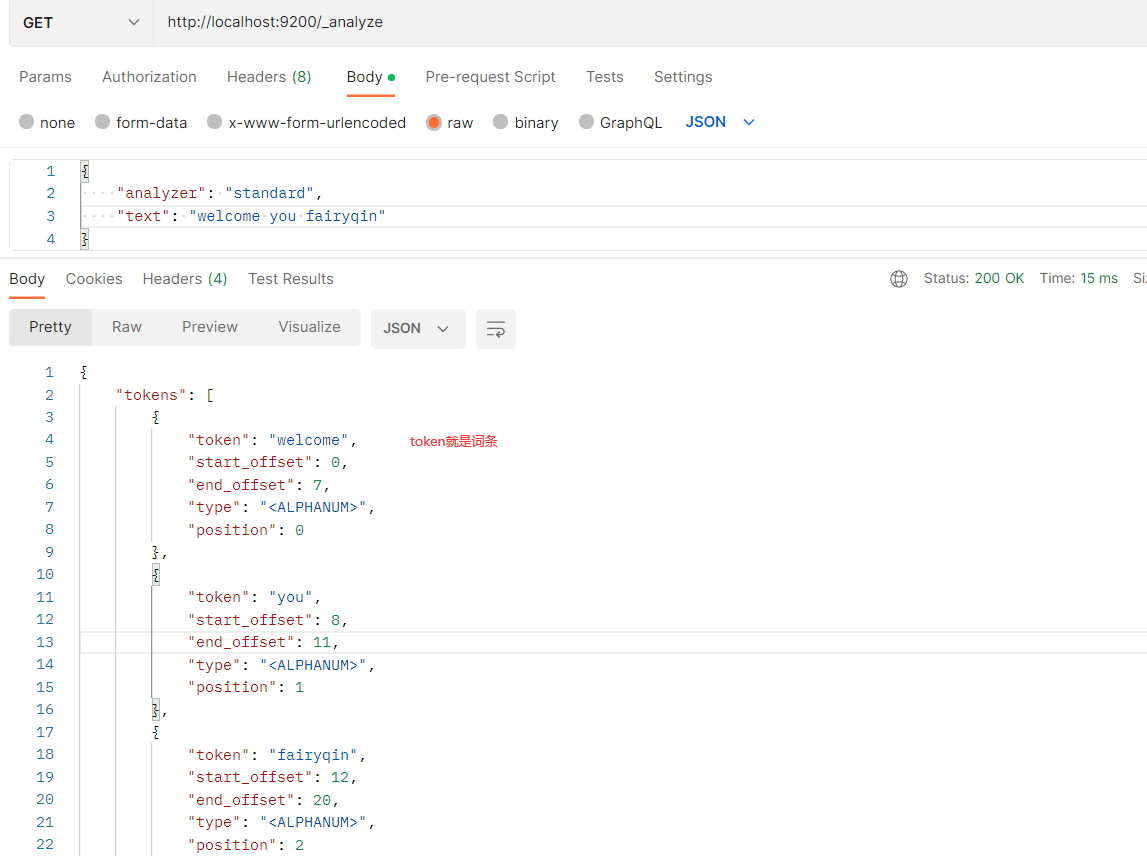 GET http://localhost:9200/_analyze
Params Authorization Headers (8) Body Pre-request Script Tests Settings
none form-data x-www-form-urlencoded raw binary GraphQL JSON
1 {
2 ····"analyzer":·"standard",
3 ····"text":·"welcome·you·fairyqin"
4 }
Body Cookies Headers (4) Test Results Status: 200 OK Time: 15 ms
Pretty Raw Preview Visualize JSON
1 {
2 "tokens": [
3 {
4 "token": "welcome", token就是词条
5 "start_offset": 0,
6 "end_offset": 7,
7 "type": "<ALPHANUM>",
8 "position": 0
9 },
10 {
11 "token": "you",
12 "start_offset": 8,
13 "end_offset": 11,
14 "type": "<ALPHANUM>",
15 "position": 1
16 },
17 {
18 "token": "fairyqin",
19 "start_offset": 12,
20 "end_offset": 20,
21 "type": "<ALPHANUM>",
22 "position": 2